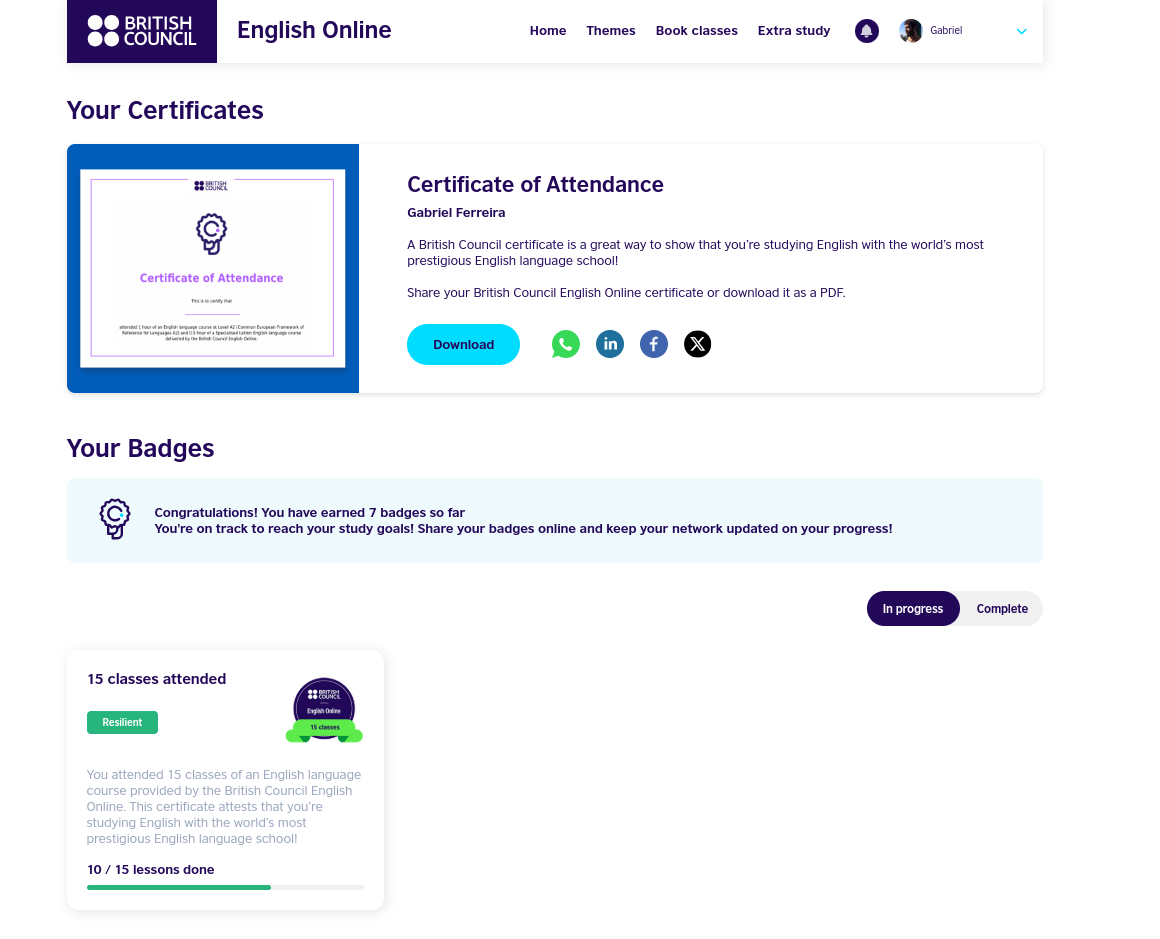 BRITISH
COUNCIL
English Online
Home
Themes
Book classes
Extra study
Gabriel
Your Certificates
BRITISH
COUNCIL
Certificate of Attendance
This is to certify that
attended 1 hour of an English language course at Level A2 (Common European Framework of
Reference for Languages A2) and 0.5 hour of a Specialised Letien English language course
delivered by the British Council English Online.
Certificate of Attendance
Gabriel Ferreira
A British Council certificate is a great way to show that you’re studying English with the world’s most
prestigious English language school!
Share your British Council English Online certificate or download it as a PDF.
Download
Your Badges
Congratulations! You have earned 7 badges so far
You're on track to reach your study goals! Share your badges online and keep your network updated on your progress!
In progress
Complete
15 classes attended
Resilient
BRITISH
COUNCIL
English Online
15 classes
You attended 15 classes of an English language
course provided by the British Council English
Online. This certificate attests that you’re
studying English with the world’s most
prestigious English language school!
10 / 15 lessons done